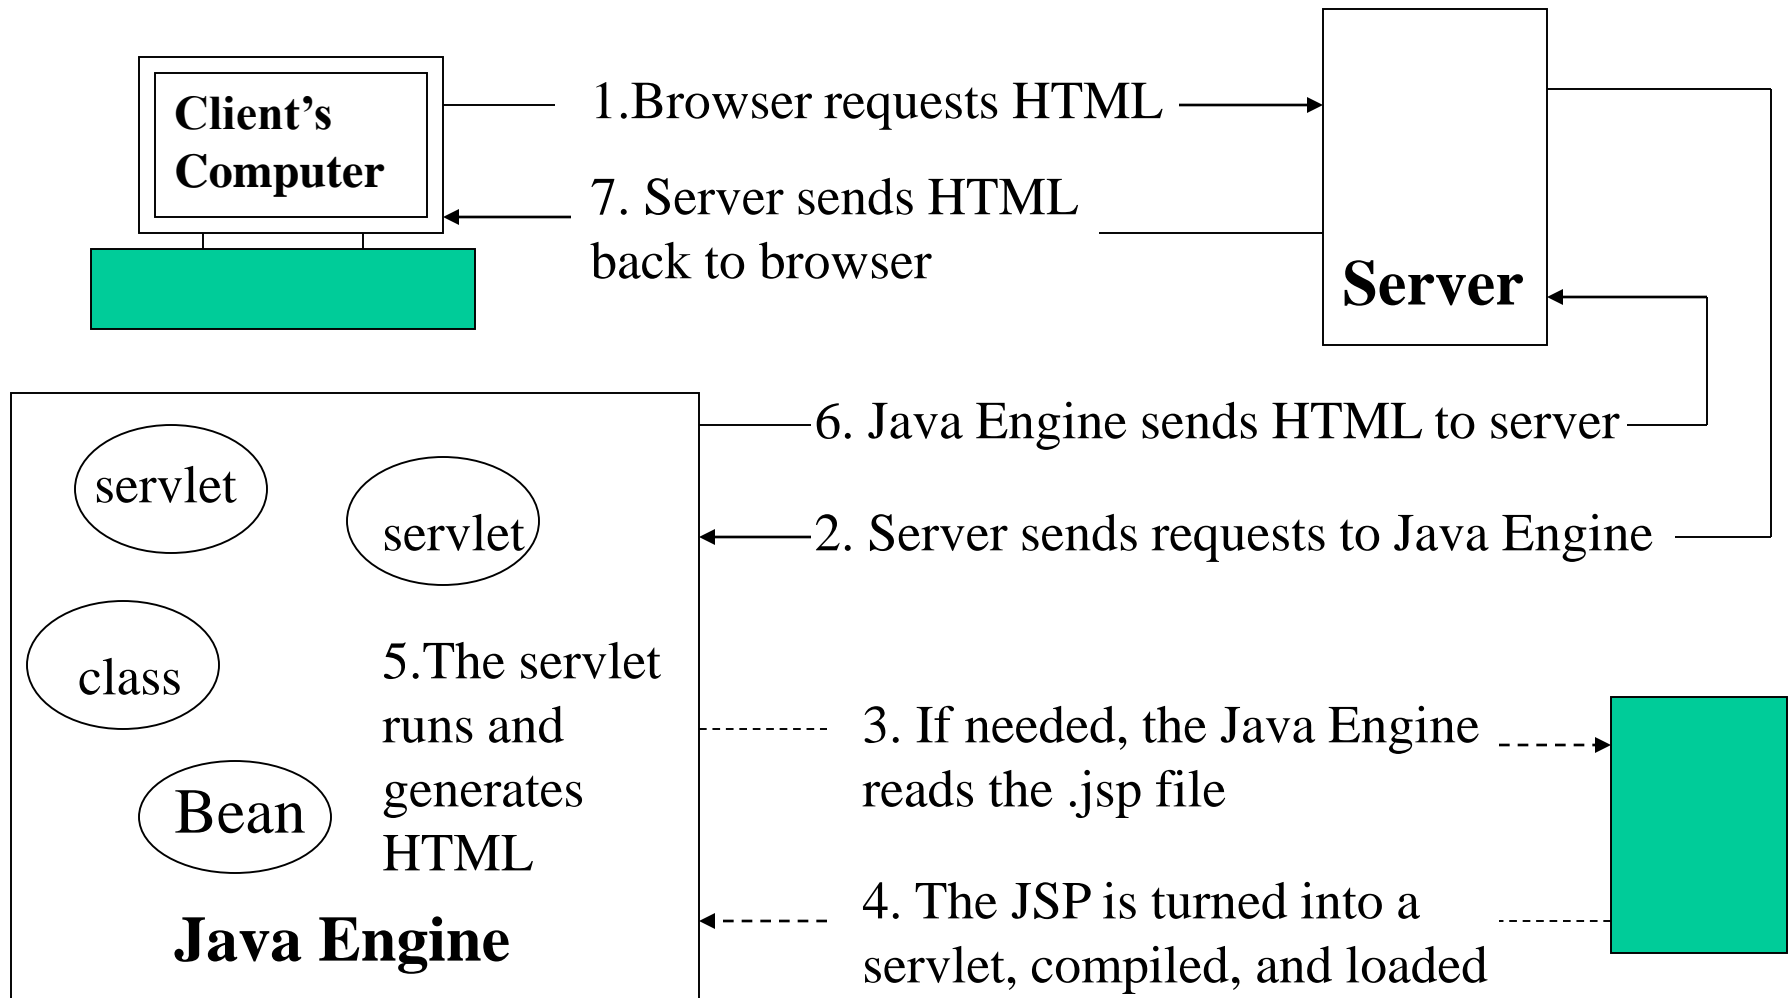 Client’s
Computer
1.Browser requests HTML
7. Server sends HTML
back to browser
Server
6. Java Engine sends HTML to server
servlet
servlet
2. Server sends requests to Java Engine
class
5.The servlet
runs and
generates
HTML
3. If needed, the Java Engine
reads the .jsp file
Bean
4. The JSP is turned into a
servlet, compiled, and loaded
Java Engine